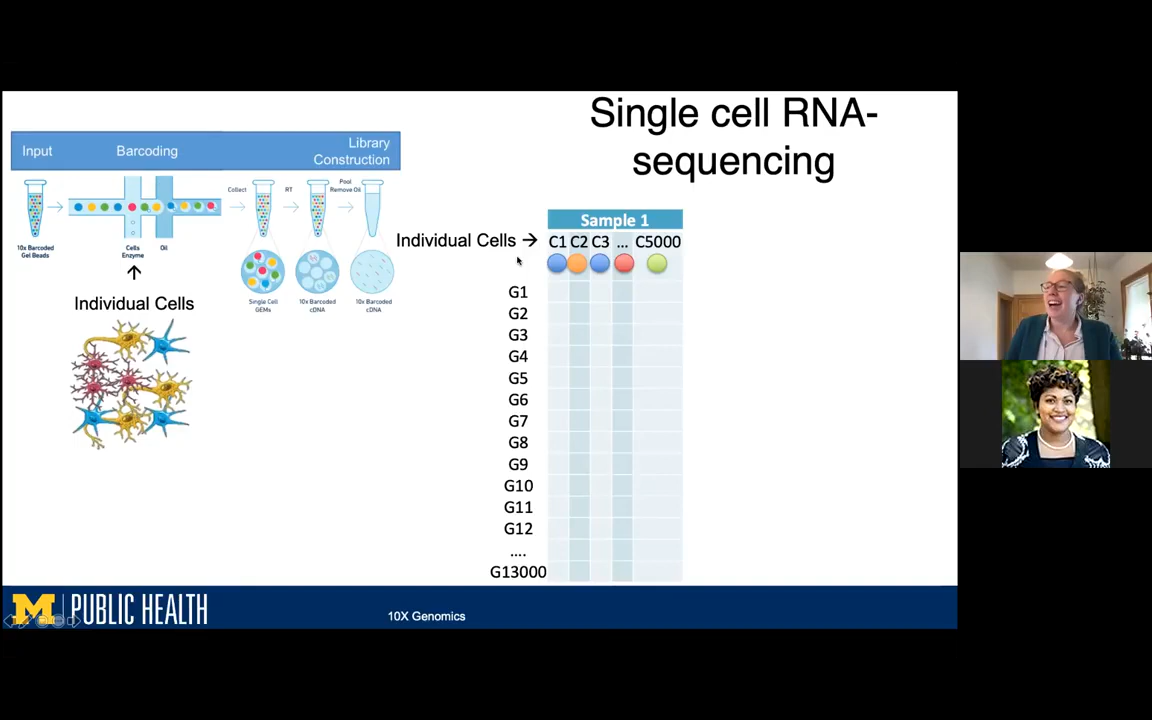 Single cell RNA-
sequencing
Input
Barcoding
Library
Construction
Collect
RT
Pool
Remove Oil
10x Barcoded
Gel Beads
Cells
Enzyme
Oil
Single Cell
GEMs
10x Barcoded
cDNA
10x Barcoded
cDNA
Individual Cells
Individual Cells →
Sample 1
C1 C2 C3 ... C5000
G1
G2
G3
G4
G5
G6
G7
G8
G9
G10
G11
G12
....
G13000
M PUBLIC HEALTH
10X Genomics